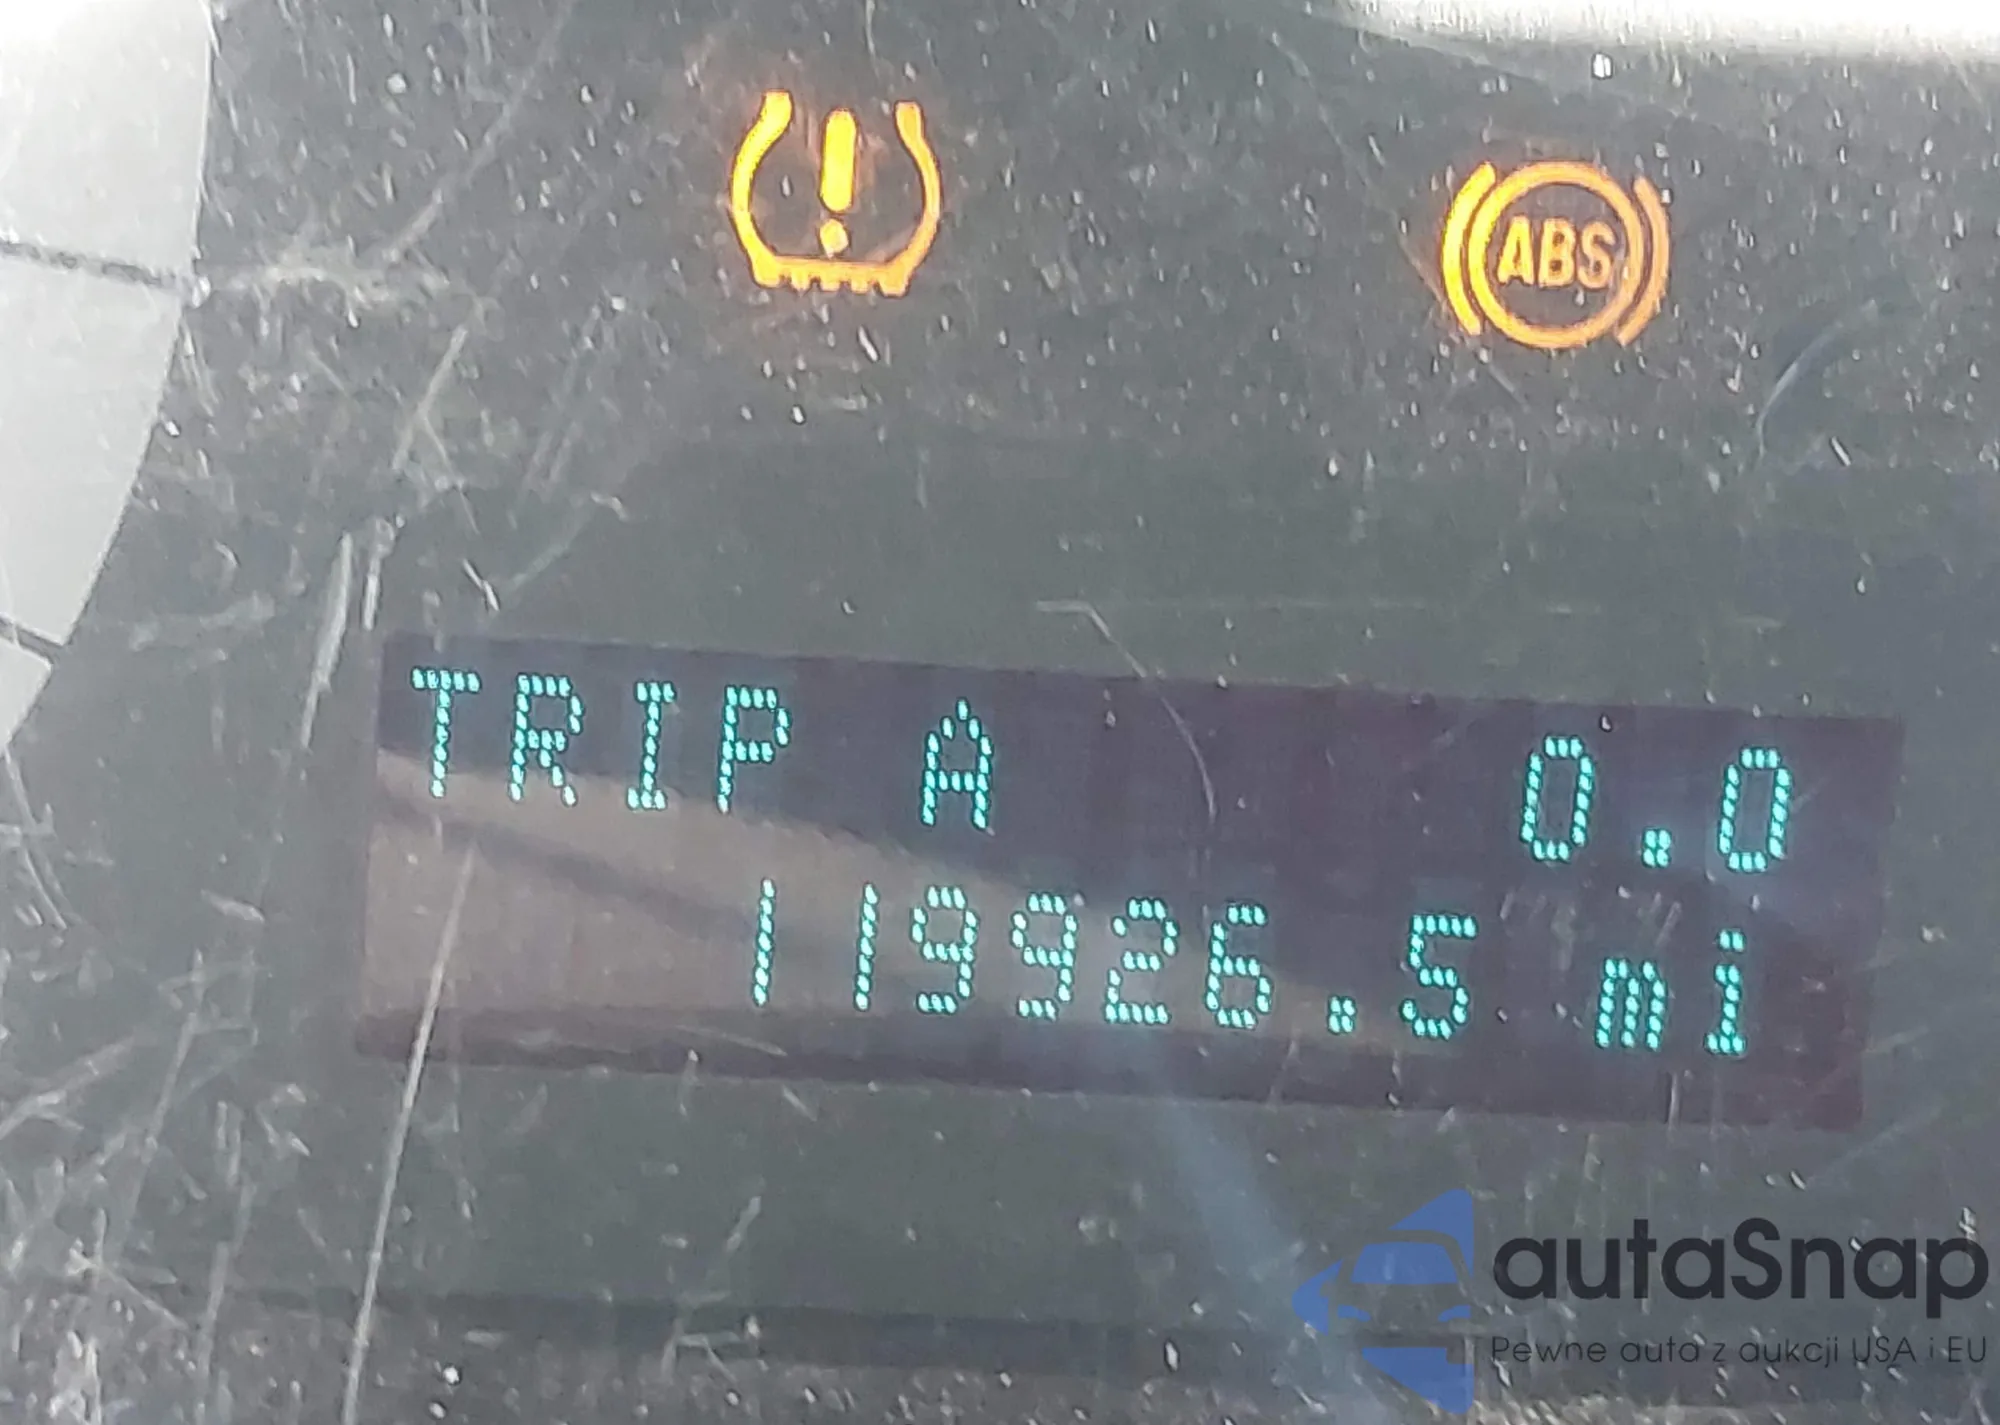 ABS
TRIP A 0.0
119926.5 mi
autaSnap
Pewne auta z aukcji USA i EU